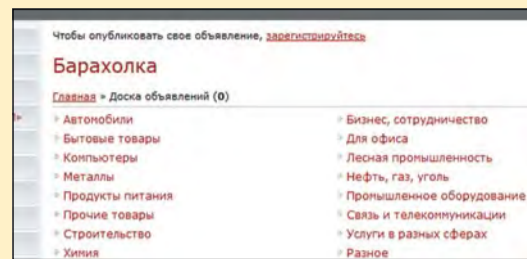 Чтобы опубликовать свое объявление, зарегистрируйтесь
Барахолка
Главная » Доска объявлений (0)
Автомобили
Бытовые товары
Компьютеры
Металлы
Продукты питания
Прочие товары
Строительство
Химия
Бизнес, сотрудничество
Для офиса
Лесная промышленность
Нефть, газ, уголь
Промышленное оборудование
Связь и телекоммуникации
Услуги в разных сферах
Разное